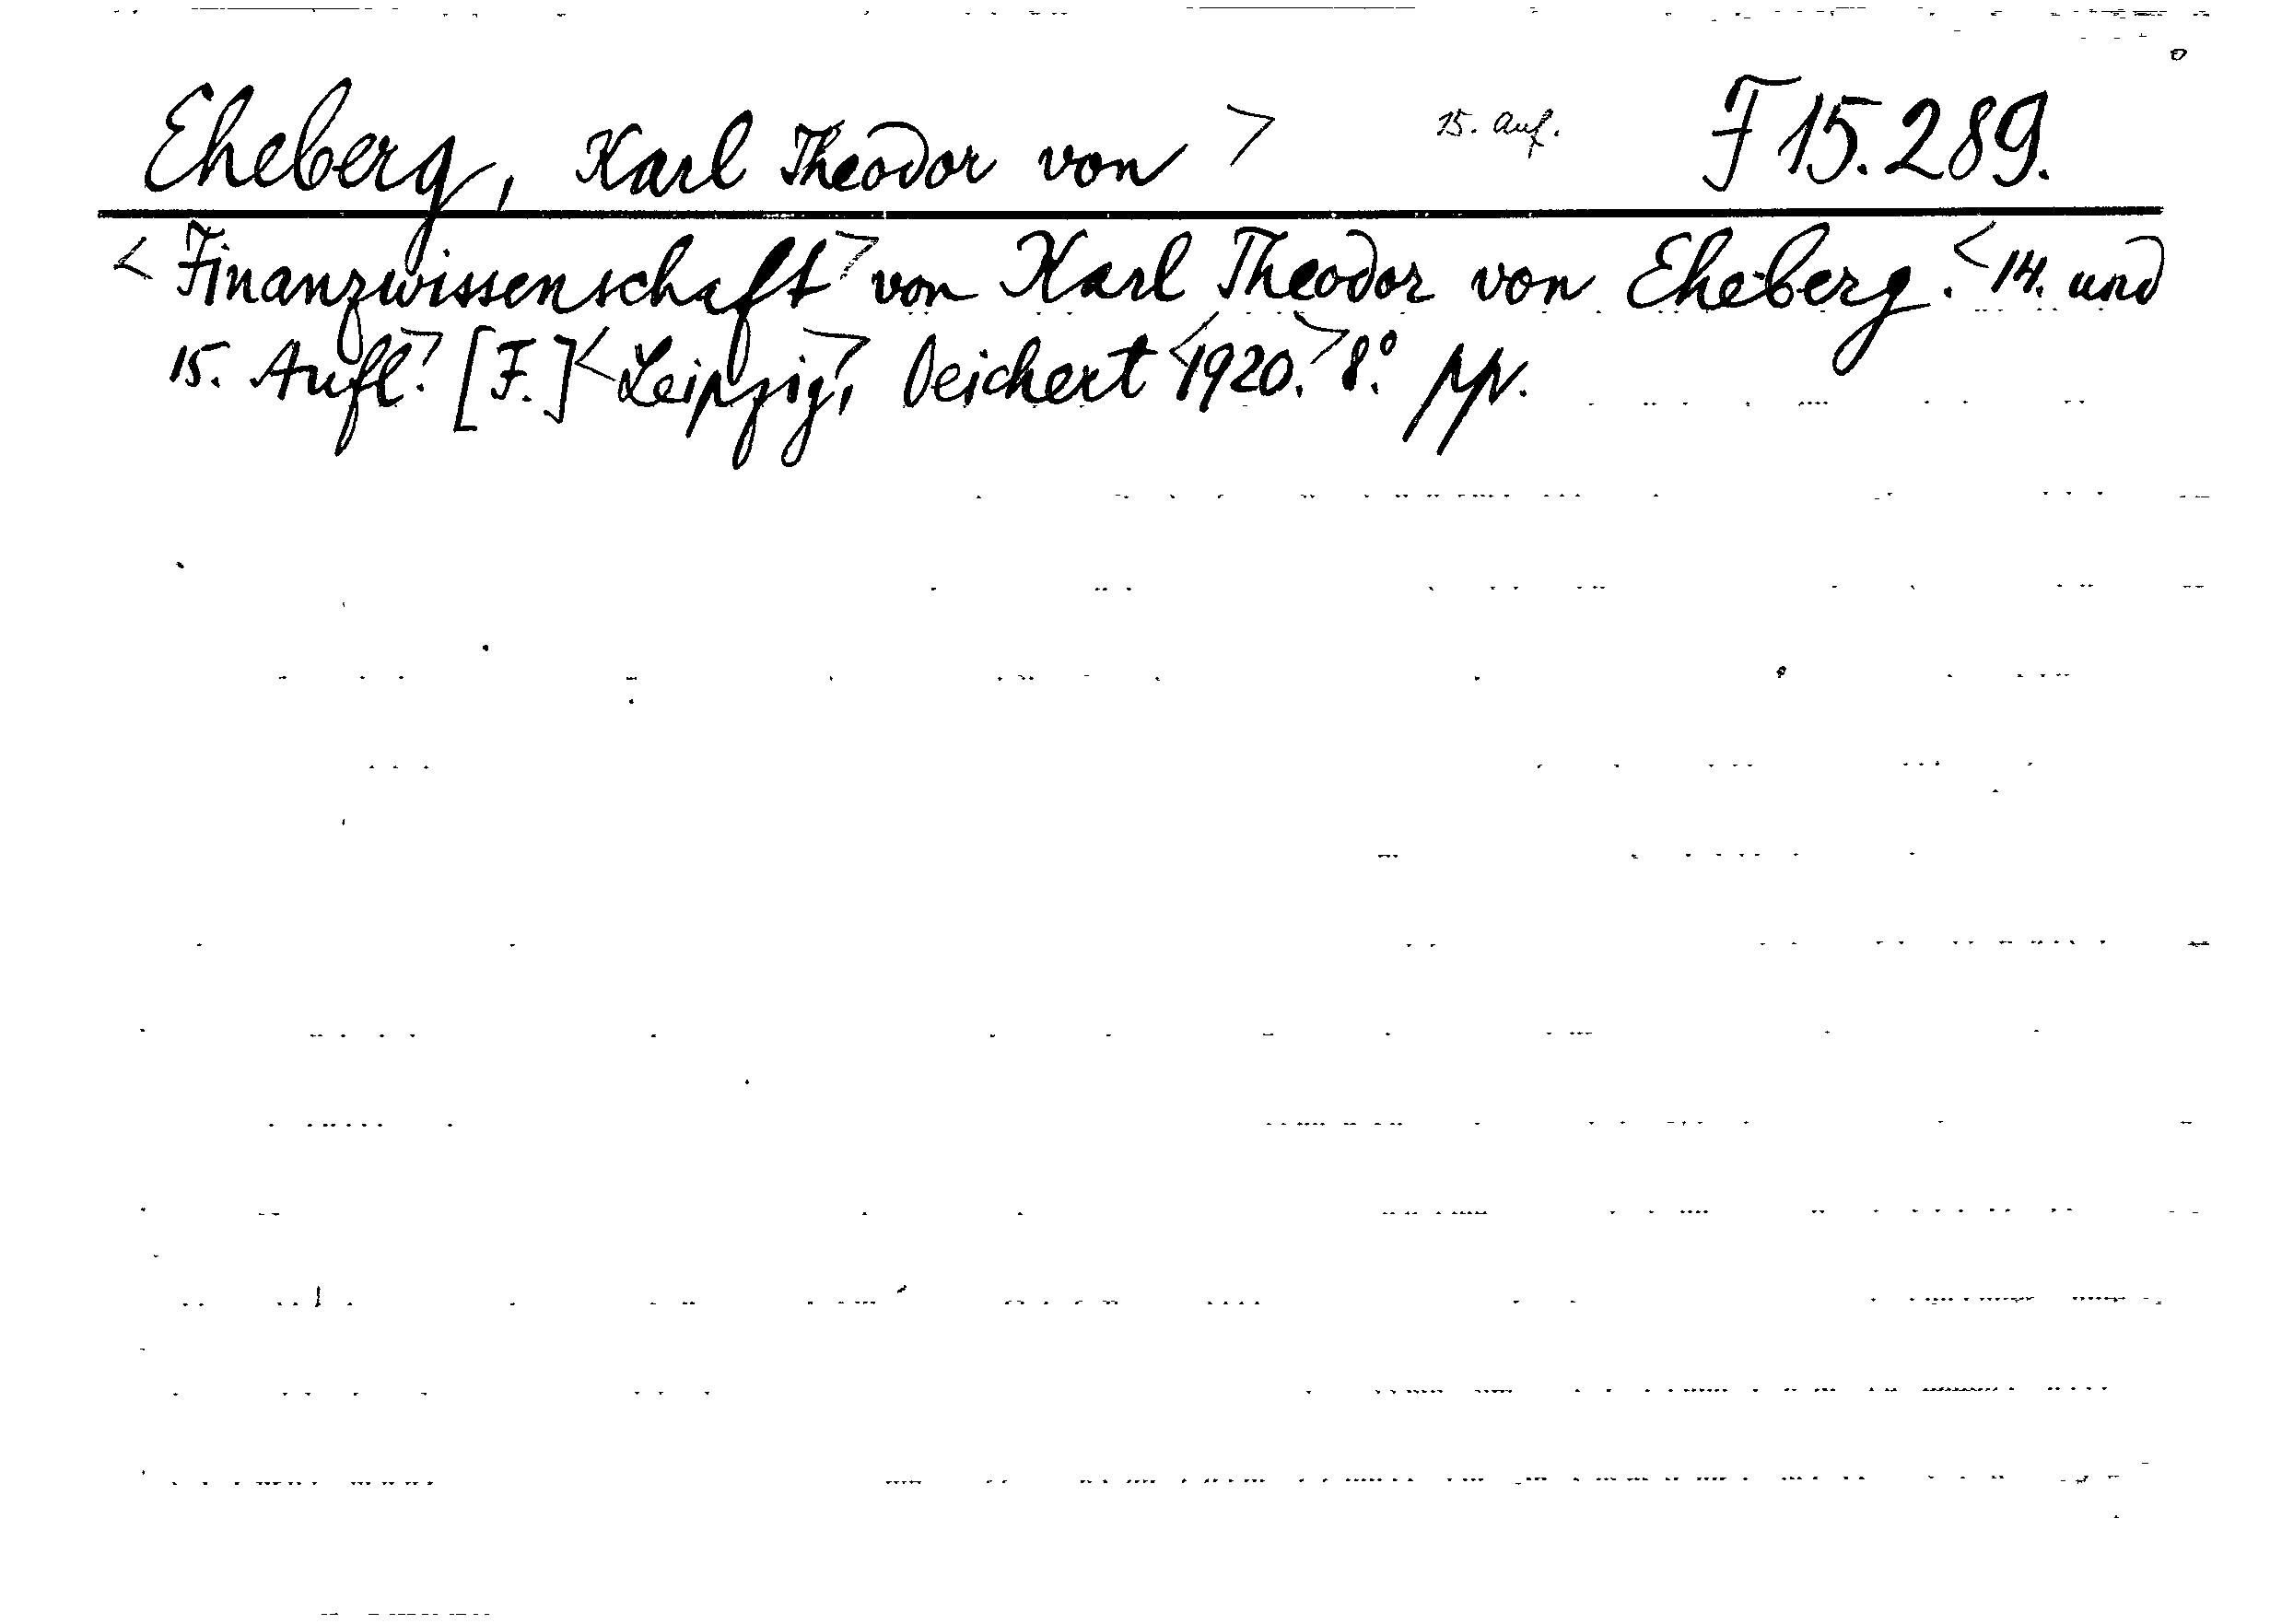 Eheberg, Karl Theodor von > 15. Auf. F 15.289.
< Finanzwissenschaft > von Karl Theodor von Eheberg. < 14. und
15. Aufl. > [F.] < Leipzig >, Deichert < 1920. > 8.°